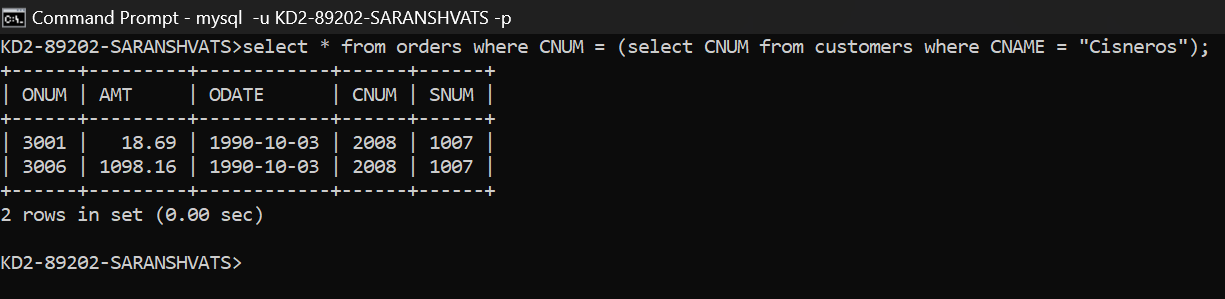 Command Prompt - mysql  -u KD2-89202-SARANSHVATS -p
KD2-89202-SARANSHVATS>select * from orders where CNUM = (select CNUM from customers where CNAME = "Cisneros");
+------+---------+------------+------+------+
| ONUM | AMT     | ODATE      | CNUM | SNUM |
+------+---------+------------+------+------+
| 3001 |   18.69 | 1990-10-03 | 2008 | 1007 |
| 3006 | 1098.16 | 1990-10-03 | 2008 | 1007 |
+------+---------+------------+------+------+
2 rows in set (0.00 sec)
KD2-89202-SARANSHVATS>